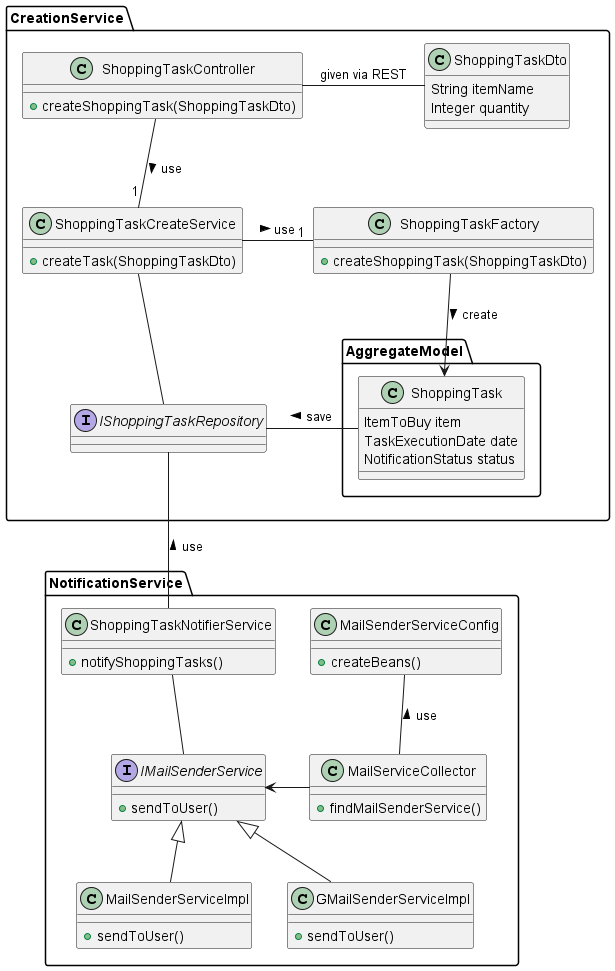 CreationService
C ShoppingTaskController
createShoppingTask(ShoppingTaskDto)
given via REST
C ShoppingTaskDto
String itemName
Integer quantity
use
1
C ShoppingTaskCreateService
createTask(ShoppingTaskDto)
use 1
C ShoppingTaskFactory
createShoppingTask(ShoppingTaskDto)
create
AggregateModel
C ShoppingTask
ItemToBuy item
TaskExecutionDate date
NotificationStatus status
save
I IShoppingTaskRepository
use
NotificationService
C ShoppingTaskNotifierService
notifyShoppingTasks()
C MailSenderServiceConfig
createBeans()
use
I IMailSenderService
sendToUser()
C MailServiceCollector
findMailSenderService()
C MailSenderServiceImpl
sendToUser()
C GMailSenderServiceImpl
sendToUser()